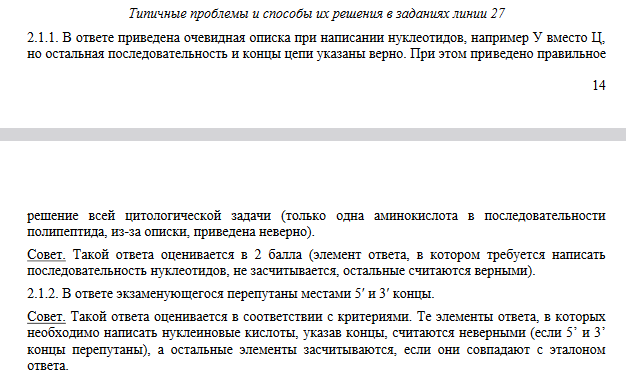 Типичные проблемы и способы их решения в заданиях линии 27
2.1.1. В ответе приведена очевидная описка при написании нуклеотидов, например У вместо Ц,
но остальная последовательность и концы цепи указаны верно. При этом приведено правильное
14
решение всей цитологической задачи (только одна аминокислота в последовательности
полипептида, из-за описки, приведена неверно).
Совет. Такой ответа оценивается в 2 балла (элемент ответа, в котором требуется написать
последовательность нуклеотидов, не засчитывается, остальные считаются верными).
2.1.2. В ответе экзаменующегося перепутаны местами 5′ и 3′ концы.
Совет. Такой ответа оценивается в соответствии с критериями. Те элементы ответа, в которых
необходимо написать нуклеиновые кислоты, указав концы, считаются неверными (если 5’ и 3’
концы перепутаны), а остальные элементы засчитываются, если они совпадают с эталоном
ответа.